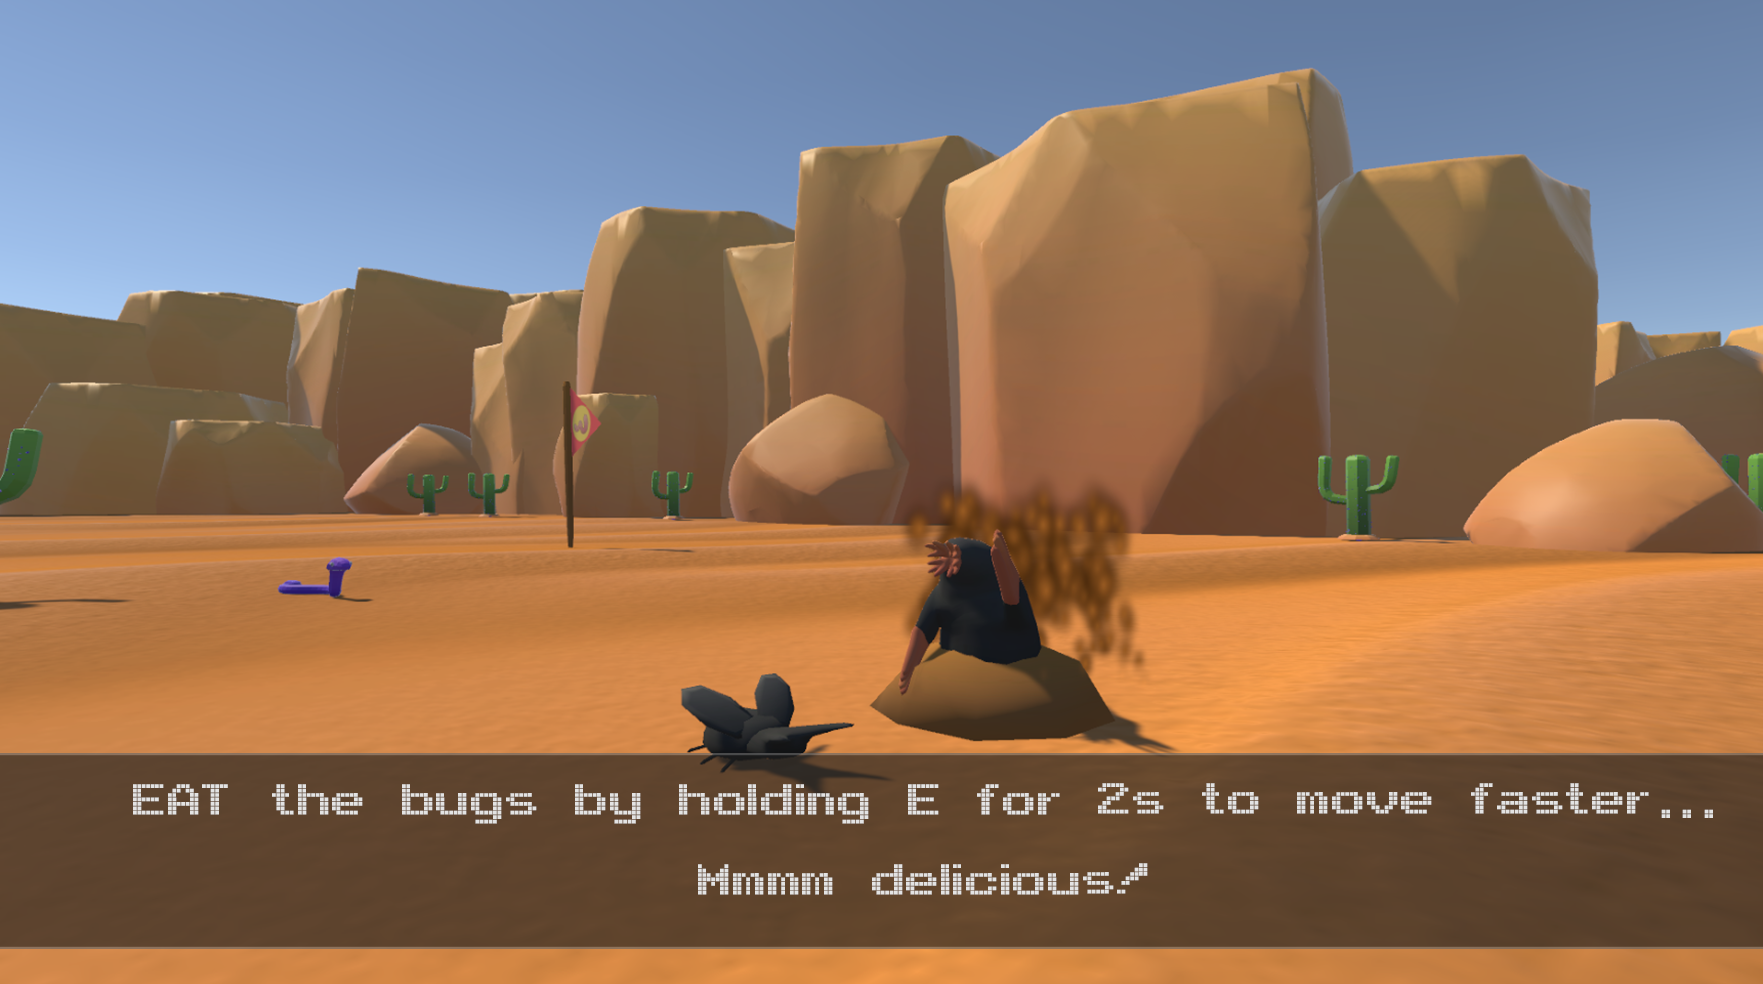 EAT the bugs by holding E for 2s to move faster...
Mmmm delicious!